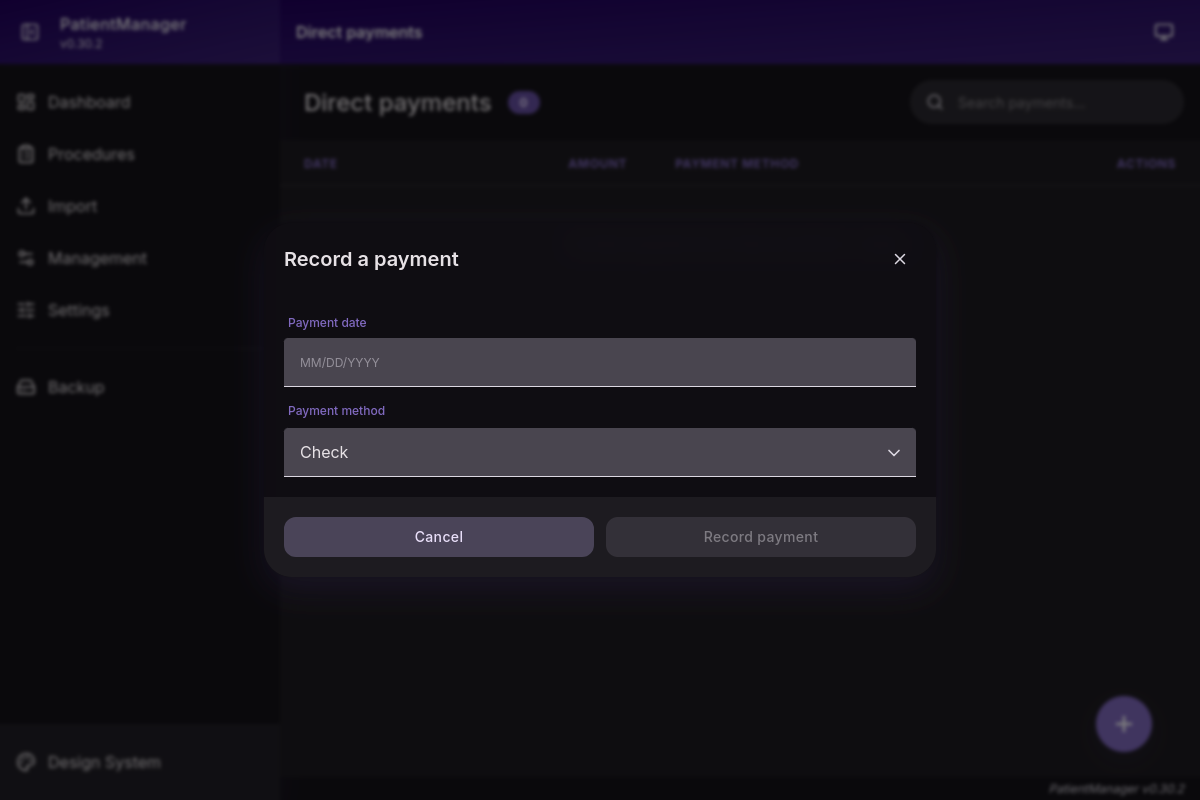 PatientManager
v0.30.2
Direct payments
Dashboard
Procedures
Import
Management
Settings
Backup
Design System
Direct payments 0
Search payments...
DATE AMOUNT PAYMENT METHOD ACTIONS
Record a payment
Payment date
MM/DD/YYYY
Payment method
Check
Cancel Record payment
PatientManager v0.30.2